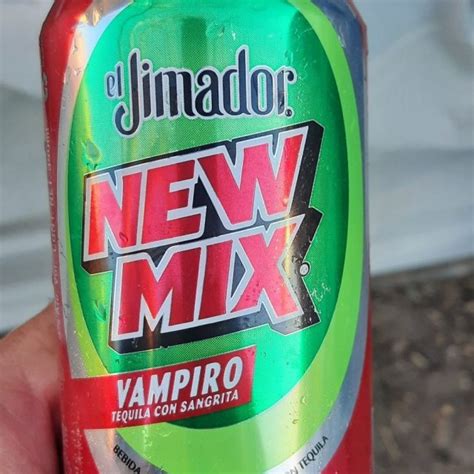 el Jimador
NEW
MIX
VAMPIRO
TEQUILA CON SANGRITA
BEBIDA
TEQUILA